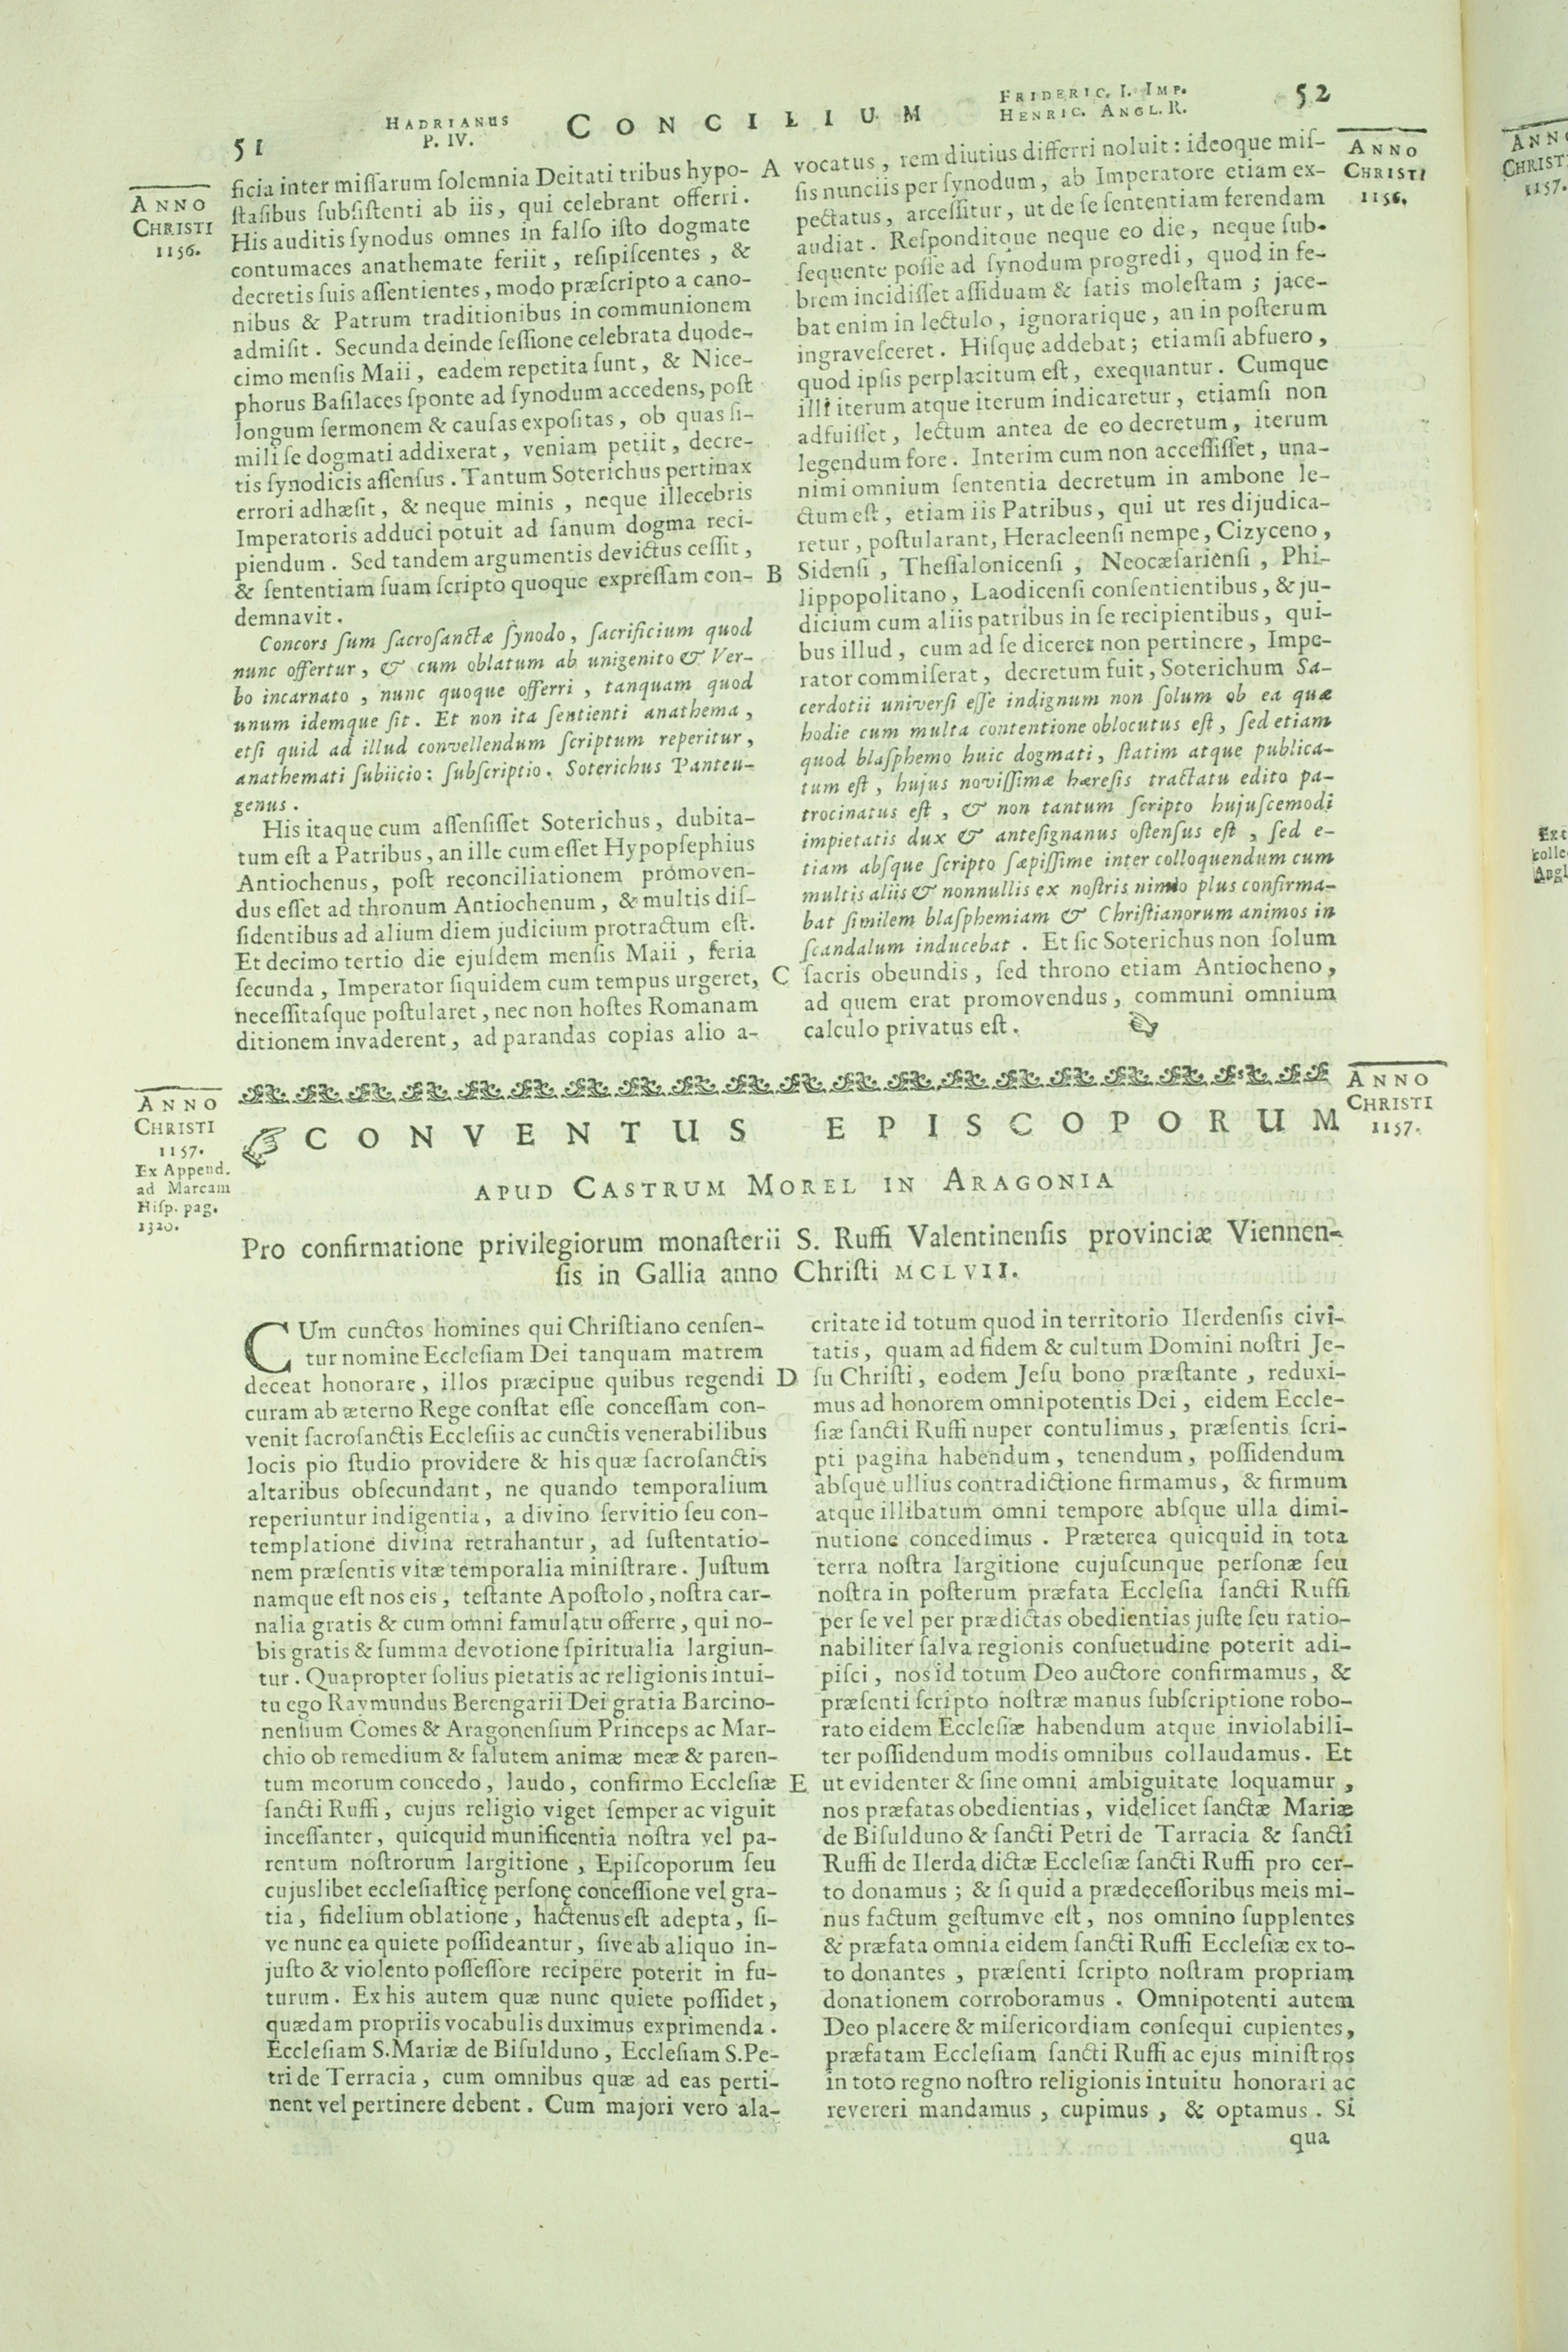 51
HADRIANUS
P. IV.
CONCILIUM
FRIDERIC. I. IMP.
HENRIC. ANGL. R.
52
ANNO
CHRISTI
1156.
ficia inter missarum solemnia Deitati tribus hypo-
stasibus subsistenti ab iis, qui celebrant offerri.
His auditis synodus omnes in falso isto dogmate
contumaces anathemate feriit, resipiscentes, &
decretis suis assentientes, modo præscripto a cano-
nibus & Patrum traditionibus in communionem
admisit. Secunda deinde sessione celebrata duode-
cimo mensis Maii, eadem repetita sunt, & Nice-
phorus Basilaces sponte ad synodum accedens, post
longum sermonem & causas expositas, ob quas si-
mili se dogmati addixerat, veniam petiit, decre-
tis synodicis assensus. Tantum Soterichus pertinax
errori adhæsit, & neque minis, neque illecebris
Imperatoris adduci potuit ad sanum dogma reci-
piendum. Sed tandem argumentis devictus cessit,
& sententiam suam scripto quoque expressam con-
demnavit.
Concors sum sacrosanctæ synodo, sacrificium quod
nunc offertur, & cum oblatum ab unigenito & Ver-
bo incarnato, nunc quoque offerri, tanquam quod
unum idemque sit. Et non ita sentienti anathema,
etsi quid ad illud convellendum scriptum reperitur,
anathemati subiicio: subscriptio. Soterichus Panteu-
genus.
His itaque cum assensisset Soterichus, dubita-
tum est a Patribus, an ille cum esset Hypopsephius
Antiochenus, post reconciliationem promoven-
dus esset ad thronum Antiochenum, & multis dis-
sidentibus ad alium diem judicium protractum est.
Et decimo tertio die ejusdem mensis Maii, feria
secunda, Imperator siquidem cum tempus urgeret,
necessitasque postularet, nec non hostes Romanam
ditionem invaderent, ad parandas copias alio a-
A
B
C
vocatus, rem diutius differri noluit: ideoque mis-
sis nunciis per synodum, ab Imperatore etiam ex-
pectatus, arcessitur, ut de se sententiam ferendam
audiat. Responditque neque eo die, neque sub-
sequente posse ad synodum progredi, quod in fe-
brem incidisset assiduam & satis molestam; jace-
bat enim in lectulo, ignorarique, an in posterum
ingravesceret. Hisque addebat; etiamsi abfuero,
quod ipsis perplacitum est, exequantur. Cumque
illi iterum atque iterum indicaretur, etiamsi non
adfuisset, lectum antea de eo decretum, iterum
legendum fore. Interim cum non accessisset, una-
nimi omnium sententia decretum in ambone le-
ctum est, etiam iis Patribus, qui ut res dijudica-
retur, postularant, Heracleensi nempe, Cizyceno,
Sidensi, Thessalonicensi, Neocæsariensi, Phi-
lippopolitano, Laodicensi consentientibus, & ju-
dicium cum aliis patribus in se recipientibus, qui-
bus illud, cum ad se diceret non pertinere, Impe-
rator commiserat, decretum fuit, Soterichum Sa-
cerdotii universi esse indignum non solum ob ea quæ
hodie cum multa contentione oblocutus est, sed etiam
quod blasphemo huic dogmati, statim atque publica-
tum est, hujus novissimæ hæresis tractatu edito pa-
trocinatus est, & non tantum scripto hujuscemodi
impietatis dux & antesignanus ostensus est, sed e-
tiam absque scripto sæpissime inter colloquendum cum
multis aliis & nonnullis ex nostris nimio plus confirma-
bat similem blasphemiam & Christianorum animos in
scandalum inducebat. Et sic Soterichus non solum
sacris obeundis, sed throno etiam Antiocheno,
ad quem erat promovendus, communi omnium
calculo privatus est.
ANNO
CHRISTI
1156.
ANNO
CHRISTI
1157.
Ex Append.
ad Marcam
Hisp. pag.
1320.
CONVENTUS EPISCOPORUM
APUD CASTRUM MOREL IN ARAGONIA
Pro confirmatione privilegiorum monasterii S. Ruffi Valentinensis provinciæ Viennen-
sis in Gallia anno Christi MCLVII.
ANNO
CHRISTI
1157.
CUm cunctos homines qui Christiano censen-
tur nomine Ecclesiam Dei tanquam matrem
deceat honorare, illos præcipue quibus regendi
curam ab æterno Rege constat esse concessam con-
venit sacrosanctis Ecclesiis ac cunctis venerabilibus
locis pio studio providere & his quæ sacrosanctis
altaribus obsecundant, ne quando temporalium
reperiuntur indigentia, a divino servitio seu con-
templatione divina retrahantur, ad sustentatio-
nem præsentis vitæ temporalia ministrare. Justum
namque est nos eis, testante Apostolo, nostra car-
nalia gratis & cum omni famulatu offerre, qui no-
bis gratis & summa devotione spiritualia largiun-
tur. Quapropter solius pietatis ac religionis intui-
tu ego Raymundus Berengarii Dei gratia Barcino-
nensium Comes & Aragonensium Princeps ac Mar-
chio ob remedium & salutem animæ meæ & paren-
tum meorum concedo, laudo, confirmo Ecclesiæ
sancti Ruffi, cujus religio viget semper ac viguit
incessanter, quicquid munificentia nostra vel pa-
rentum nostrorum largitione, Episcoporum seu
cujuslibet ecclesiasticę personę concessione vel gra-
tia, fidelium oblatione, hactenus est adepta, si-
ve nunc ea quiete possideantur, sive ab aliquo in-
justo & violento possessore recipere poterit in fu-
turum. Ex his autem quæ nunc quiete possidet,
quædam propriis vocabulis duximus exprimenda.
Ecclesiam S. Mariæ de Bisulduno, Ecclesiam S. Pe-
tri de Terracia, cum omnibus quæ ad eas perti-
nent vel pertinere debent. Cum majori vero ala-
D
E
critate id totum quod in territorio Ilerdensis civi-
tatis, quam ad fidem & cultum Domini nostri Je-
su Christi, eodem Jesu bono præstante, reduxi-
mus ad honorem omnipotentis Dei, eidem Eccle-
siæ sancti Ruffi nuper contulimus, præsentis scri-
pti pagina habendum, tenendum, possidendum
absque ullius contradictione firmamus, & firmum
atque illibatum omni tempore absque ulla dimi-
nutione concedimus. Præterea quicquid in tota
terra nostra largitione cujuscunque personæ seu
nostra in posterum præfata Ecclesia sancti Ruffi
per se vel per prædictas obedientias juste seu ratio-
nabiliter salva regionis consuetudine poterit adi-
pisci, nos id totum Deo auctore confirmamus, &
præsenti scripto nostræ manus subscriptione robo-
rato eidem Ecclesiæ habendum atque inviolabili-
ter possidendum modis omnibus collaudamus. Et
ut evidenter & sine omni ambiguitate loquamur,
nos præfatas obedientias, videlicet sanctæ Mariæ
de Bisulduno & sancti Petri de Tarracia & sancti
Ruffi de Ilerda dictæ Ecclesiæ sancti Ruffi pro cer-
to donamus; & si quid a prædecessoribus meis mi-
nus factum gestumve est, nos omnino supplentes
& præfata omnia eidem sancti Ruffi Ecclesiæ ex to-
to donantes, præsenti scripto nostram propriam
donationem corroboramus. Omnipotenti autem
Deo placere & misericordiam consequi cupientes,
præfatam Ecclesiam sancti Ruffi ac ejus ministros
in toto regno nostro religionis intuitu honorari ac
revereri mandamus, cupimus, & optamus. Si
qua